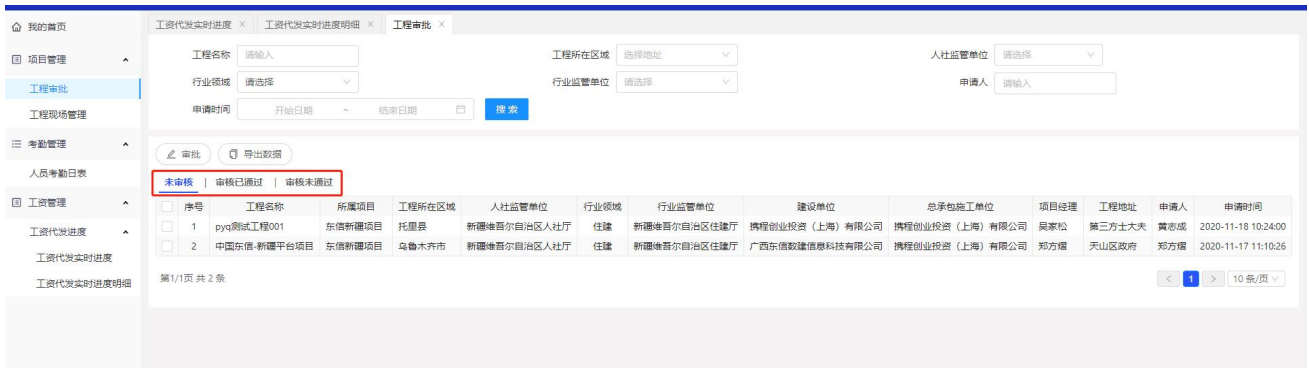 我的首页
项目管理
工程审批
工程现场管理
考勤管理
人员考勤日表
工资管理
工资代发进度
工资代发实时进度
工资代发实时进度明细
工资代发实时进度 × 工资代发实时进度明细 × 工程审批 ×
工程名称 请输入 工程所在区域 选择地址 人社监管单位 请选择
行业领域 请选择 行业监管单位 请选择 申请人 请输入
申请时间 开始日期 ~ 结束日期 搜索
审批 导出数据
未审核 | 审核已通过 | 审核未通过
序号 工程名称 所属项目 工程所在区域 人社监管单位 行业领域 行业监管单位 建设单位 总承包施工单位 项目经理 工程地址 申请人 申请时间
1 pyq测试工程001 东信新疆项目 托里县 新疆维吾尔自治区人社厅 住建 新疆维吾尔自治区住建厅 携程创业投资（上海）有限公司 携程创业投资（上海）有限公司 吴家松 第三方士大夫 黄志成 2020-11-18 10:24:00
2 中国东信-新疆平台项目 东信新疆项目 乌鲁木齐市 新疆维吾尔自治区人社厅 住建 新疆维吾尔自治区住建厅 广西东信数建信息科技有限公司 携程创业投资（上海）有限公司 郑方熠 天山区政府 郑方熠 2020-11-17 11:10:26
第1/1页 共 2 条 < 1 > 10 条/页